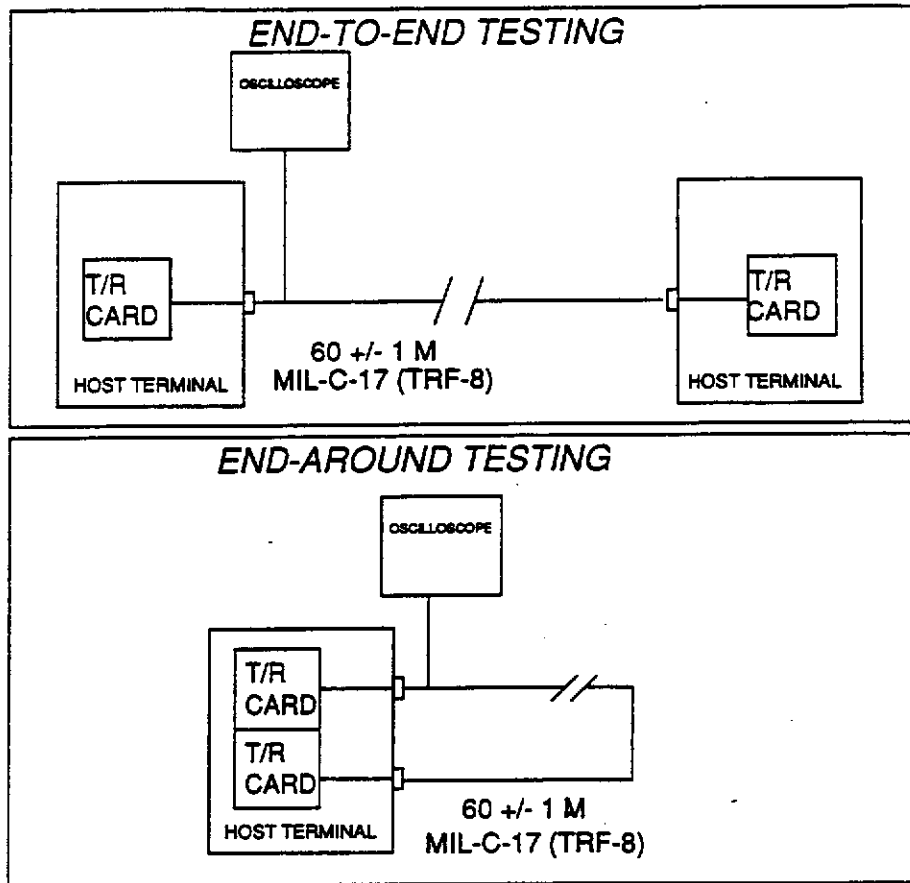 END-TO-END TESTING
OSCILLOSCOPE
T/R
CARD
HOST TERMINAL
60 +/- 1 M
MIL-C-17 (TRF-8)
T/R
CARD
HOST TERMINAL
END-AROUND TESTING
OSCILLOSCOPE
T/R
CARD
T/R
CARD
HOST TERMINAL
60 +/- 1 M
MIL-C-17 (TRF-8)